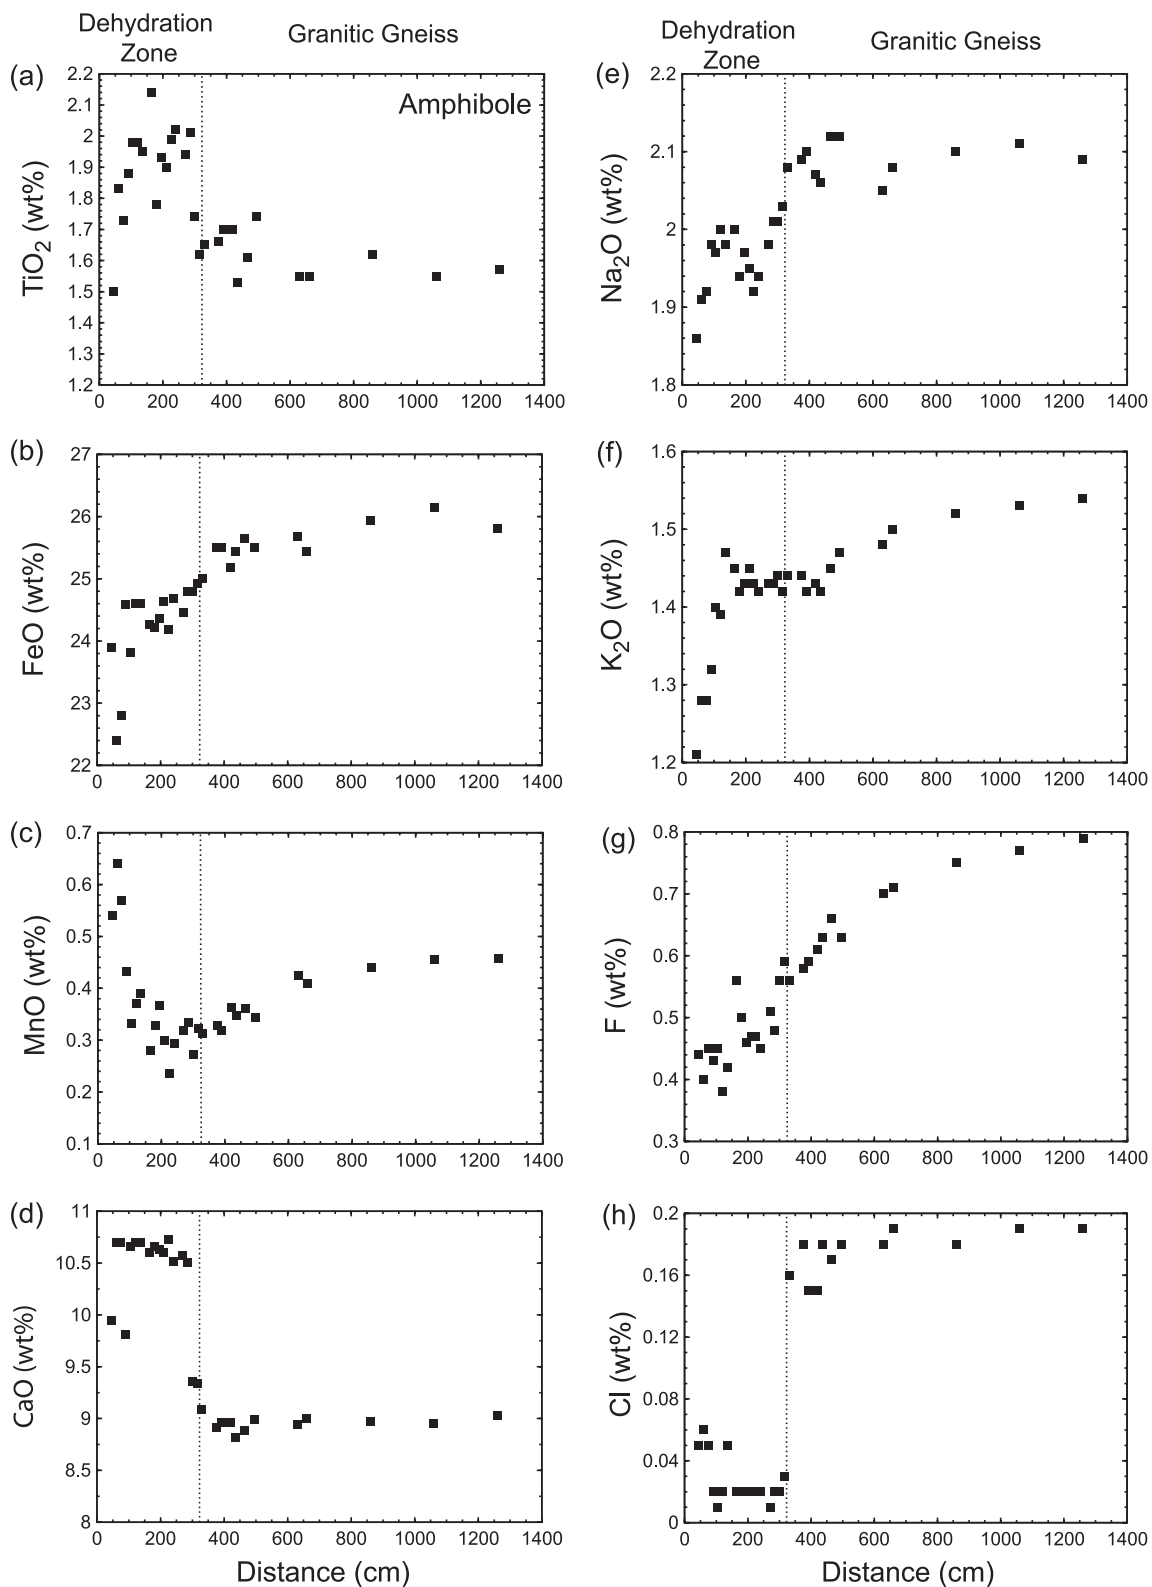 Dehydration
Zone
Granitic Gneiss
(a)
Amphibole
TiO2 (wt%)
2.2
2.1
2
1.9
1.8
1.7
1.6
1.5
1.4
1.3
1.2
0 200 400 600 800 1000 1200 1400
(b)
FeO (wt%)
27
26
25
24
23
22
0 200 400 600 800 1000 1200 1400
(c)
MnO (wt%)
0.7
0.6
0.5
0.4
0.3
0.2
0.1
0 200 400 600 800 1000 1200 1400
(d)
CaO (wt%)
11
10.5
10
9.5
9
8.5
8
0 200 400 600 800 1000 1200 1400
Distance (cm)
Dehydration
Zone
Granitic Gneiss
(e)
Na2O (wt%)
2.2
2.1
2
1.9
1.8
0 200 400 600 800 1000 1200 1400
(f)
K2O (wt%)
1.6
1.5
1.4
1.3
1.2
0 200 400 600 800 1000 1200 1400
(g)
F (wt%)
0.8
0.7
0.6
0.5
0.4
0.3
0 200 400 600 800 1000 1200 1400
(h)
Cl (wt%)
0.2
0.16
0.12
0.08
0.04
0
0 200 400 600 800 1000 1200 1400
Distance (cm)